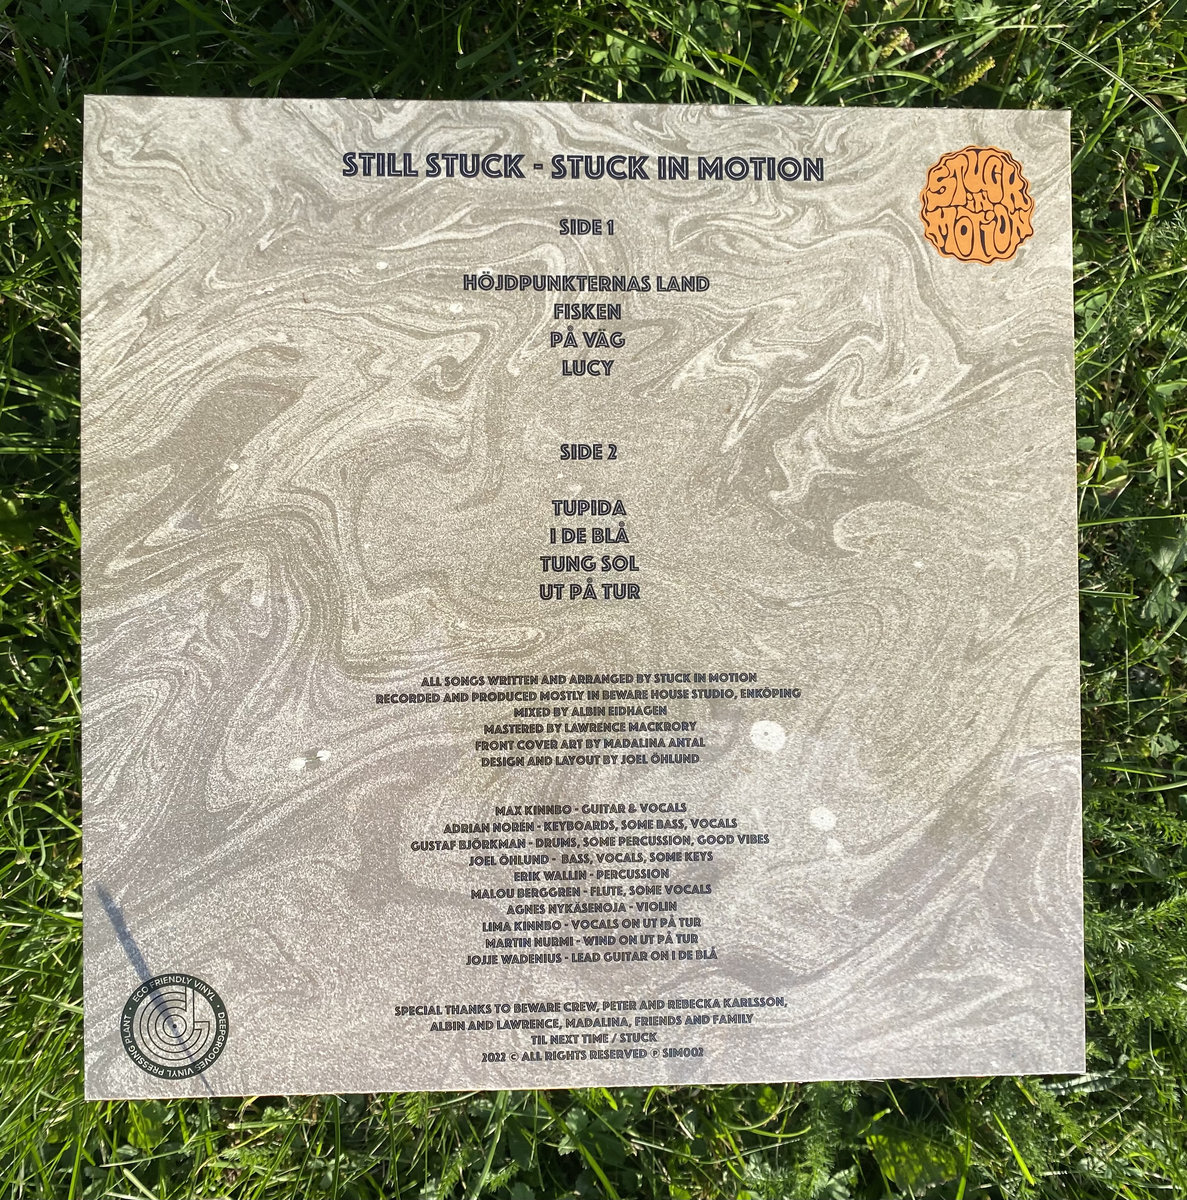 STILL STUCK - STUCK IN MOTION
STUCK
IN
MOTION
SIDE 1
HÖJDPUNKTERNAS LAND
FISKEN
PÅ VÄG
LUCY
SIDE 2
TUPIDA
I DE BLÅ
TUNG SOL
UT PÅ TUR
ALL SONGS WRITTEN AND ARRANGED BY STUCK IN MOTION
RECORDED AND PRODUCED MOSTLY IN BEWARE HOUSE STUDIO, ENKÖPING
MIXED BY ALBIN EIDHAGEN
MASTERED BY LAWRENCE MACKRORY
FRONT COVER ART BY MADALINA ANTAL
DESIGN AND LAYOUT BY JOEL ÖHLUND
MAX KINNBO - GUITAR & VOCALS
ADRIAN NOREN - KEYBOARDS, SOME BASS, VOCALS
GUSTAF BJÖRKMAN - DRUMS, SOME PERCUSSION, GOOD VIBES
JOEL ÖHLUND - BASS, VOCALS, SOME KEYS
ERIK WALLIN - PERCUSSION
MALOU BERGGREN - FLUTE, SOME VOCALS
AGNES NYKÄSENOJA - VIOLIN
LIMA KINNBO - VOCALS ON UT PÅ TUR
MARTIN NURMI - WIND ON UT PÅ TUR
JOJJE WADENIUS - LEAD GUITAR ON I DE BLÅ
SPECIAL THANKS TO BEWARE CREW, PETER AND REBECKA KARLSSON,
ALBIN AND LAWRENCE, MADALINA, FRIENDS AND FAMILY
TIL NEXT TIME / STUCK
2022 © ALL RIGHTS RESERVED ℗ SIM002
ECO FRIENDLY VINYL • DEEPGROOVES VINYL PRESSING PLANT •